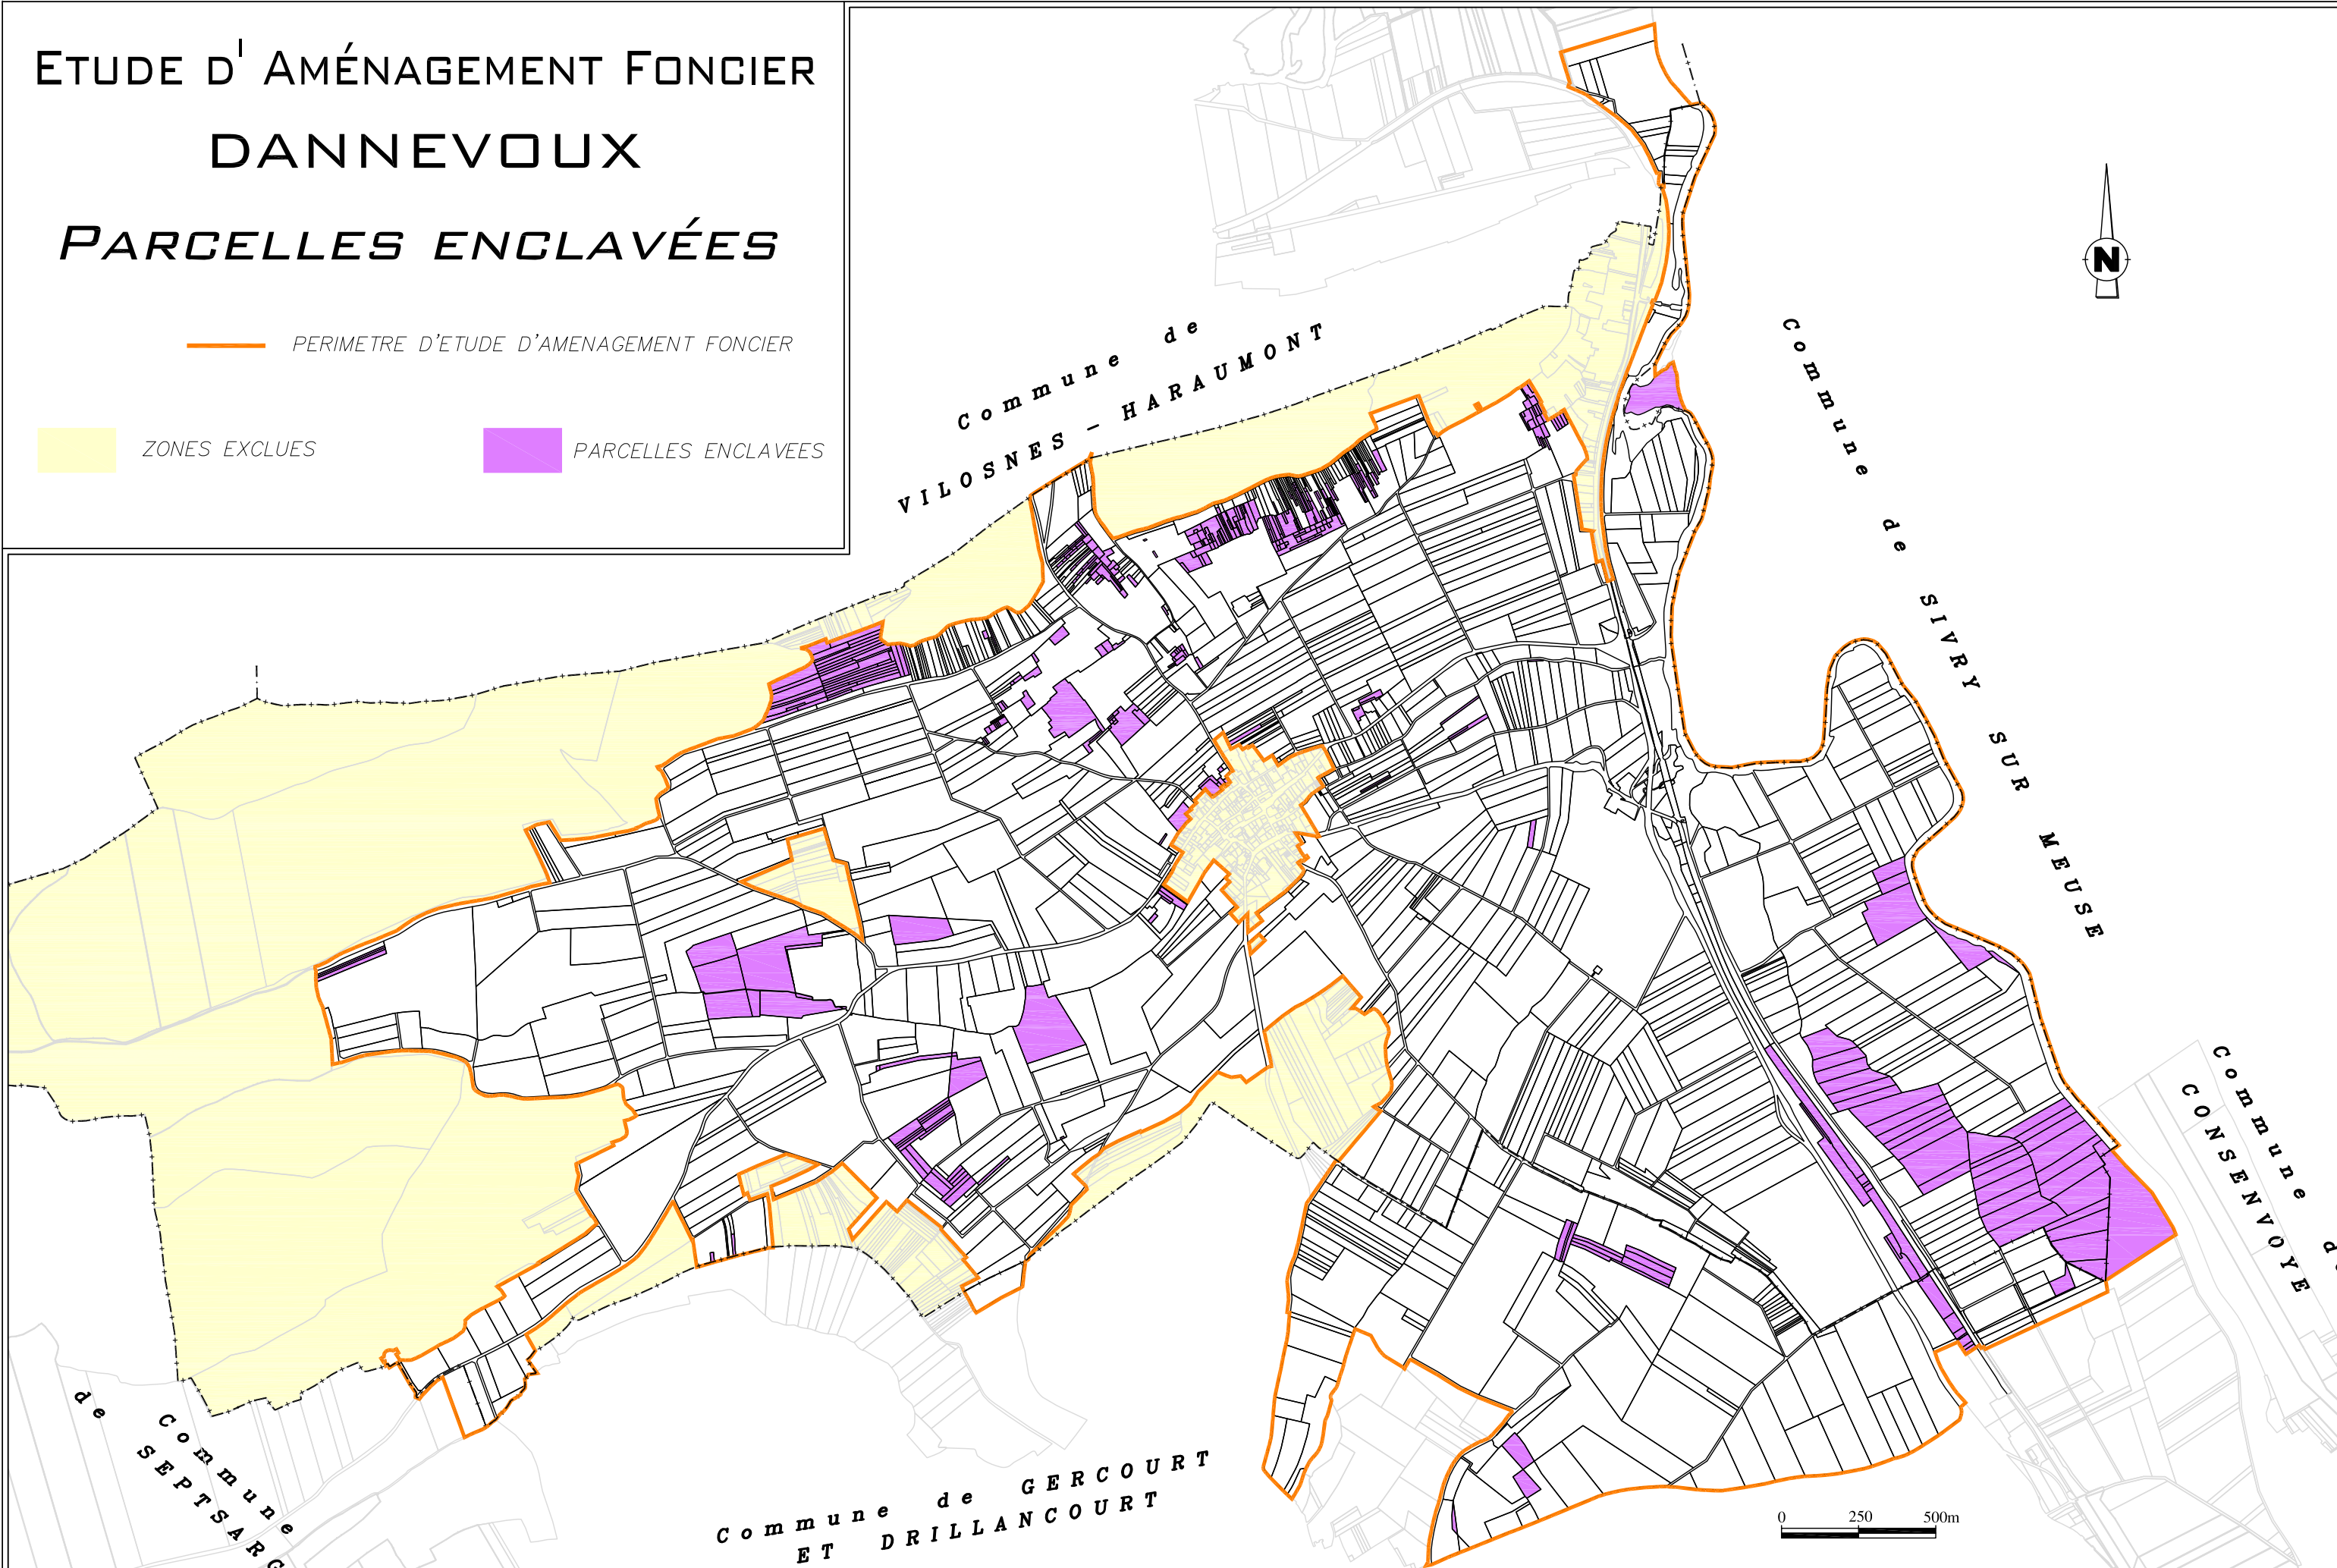 ETUDE D' AMÉNAGEMENT FONCIER
DANNEVOUX
PARCELLES ENCLAVÉES
PERIMETRE D'ETUDE D'AMENAGEMENT FONCIER
ZONES EXCLUES
PARCELLES ENCLAVEES
Commune de
VILOSNES - HARAUMONT
N
Commune de SIVRY SUR MEUSE
Commune d
CONSENVOYE
Commune
de SEPTSARG
Commune de GERCOURT
ET DRILLANCOURT
0 250 500m